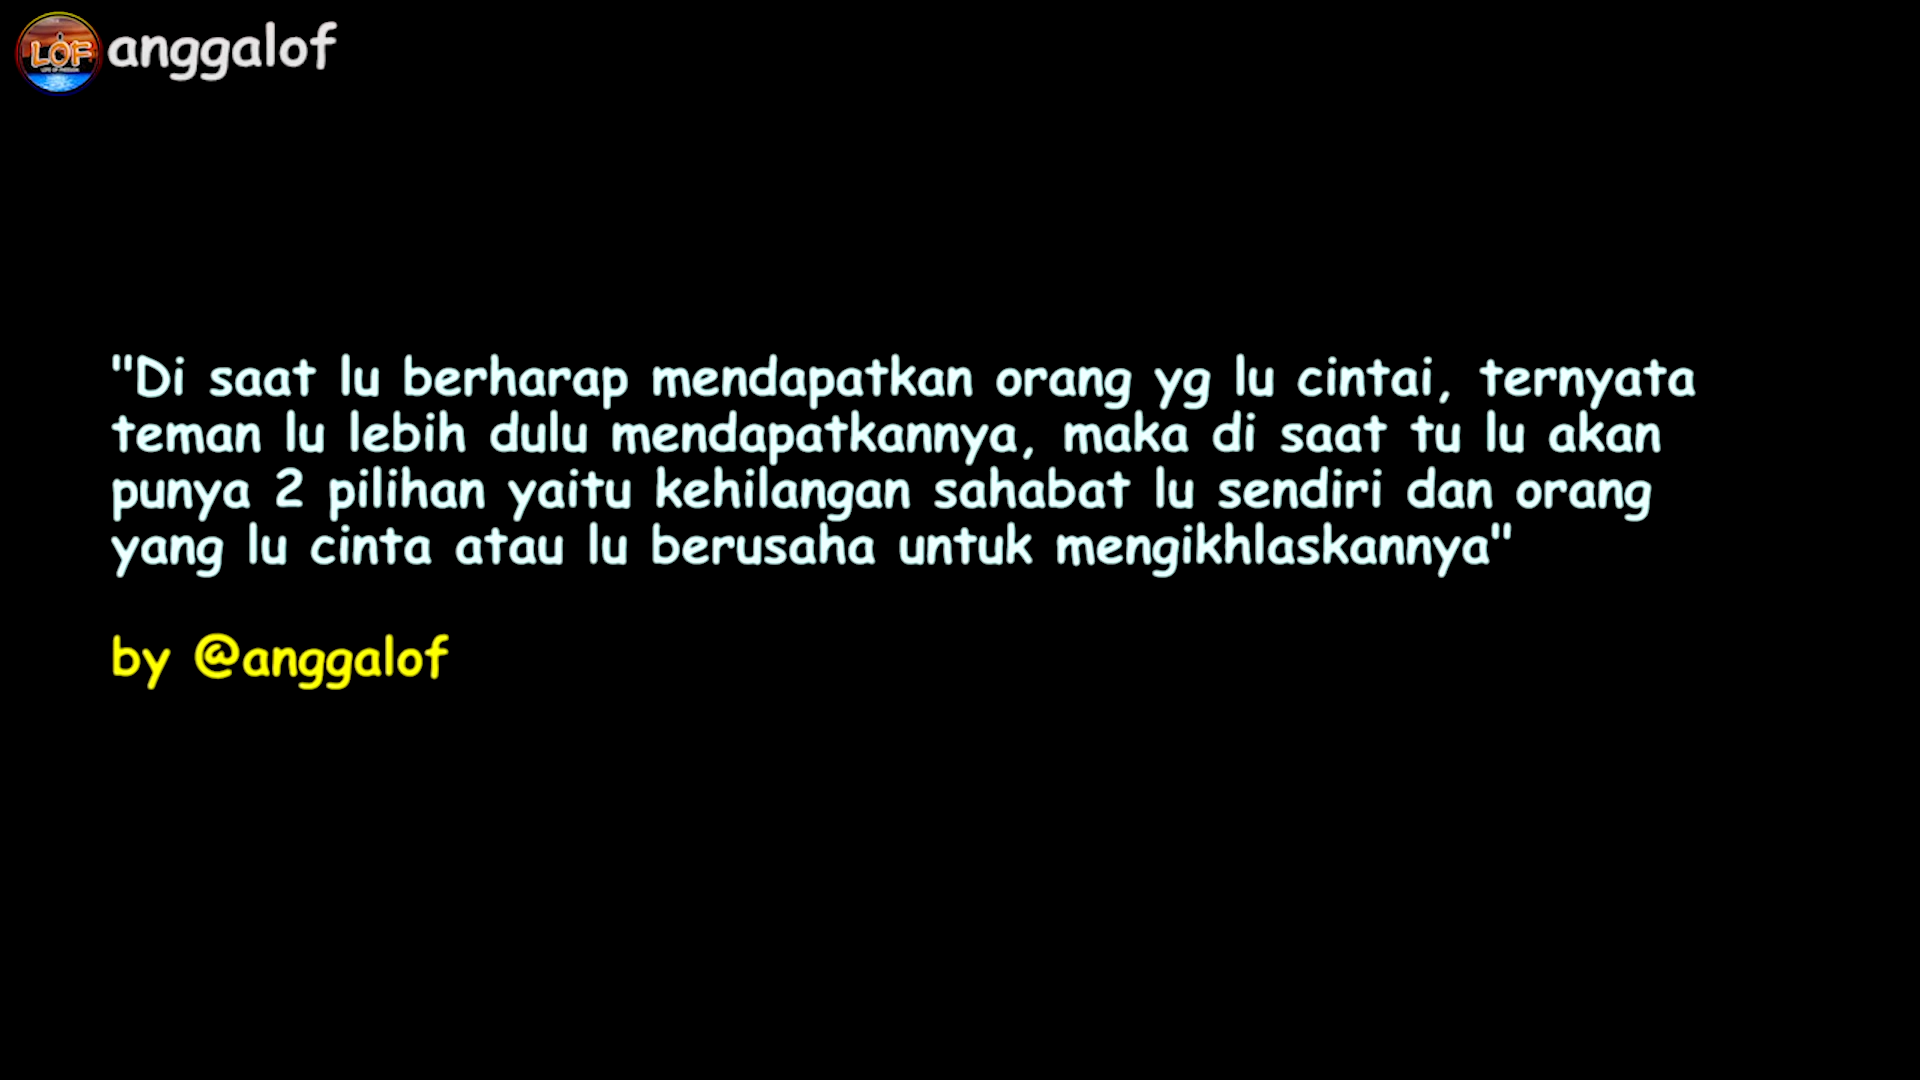 LOF
anggalof
"Di saat lu berharap mendapatkan orang yg lu cintai, ternyata
teman lu lebih dulu mendapatkannya, maka di saat tu lu akan
punya 2 pilihan yaitu kehilangan sahabat lu sendiri dan orang
yang lu cinta atau lu berusaha untuk mengikhlaskannya"
by @anggalof